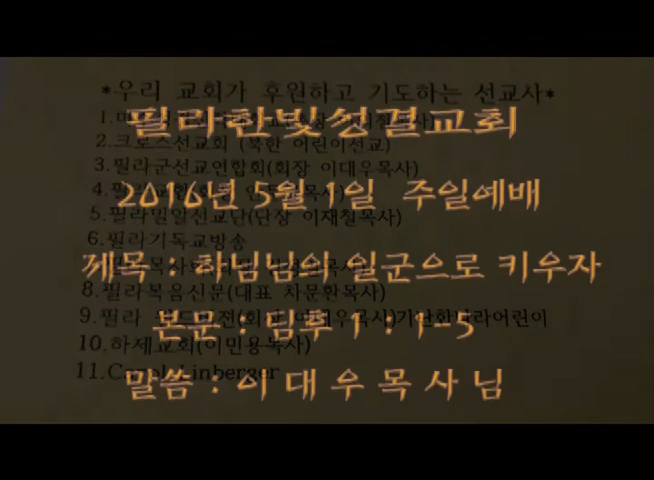 *우리 교회가 후원하고 기도하는 선교사*
필라한빛성결교회
2.크로스선교회 (북한 어린이선교)
3.필라군선교연합회(회장 이대우목사)
2016년 5월 1일 주일예배
5.필라밀알선교단(단장 이재철목사)
6.필라기독교방송
제목 : 하나님의 일군으로 키우자
8.필라복음신문(대표 차문환목사)
9.필라
본문 : 딤후 1 : 1-5
10.하제교회(이민용목사)
11.Carol Linberger
말씀 : 이 대 우 목 사 님